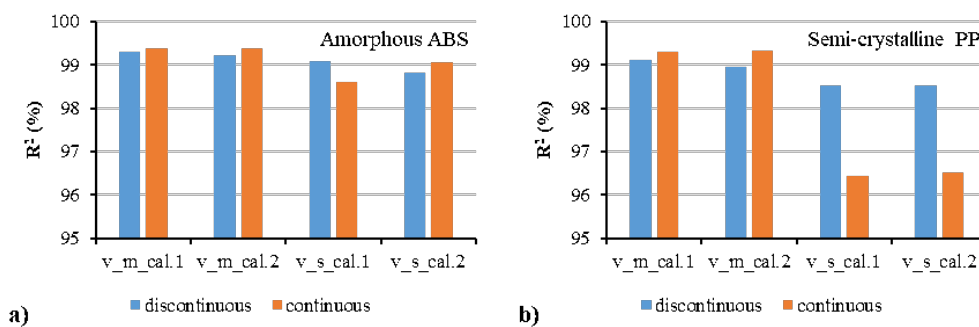 100
99
98
97
96
95
R² (%)
Amorphous ABS
v_m_cal.1 v_m_cal.2 v_s_cal.1 v_s_cal.2
discontinuous continuous
a)
100
99
98
97
96
95
R² (%)
Semi-crystalline PP
v_m_cal.1 v_m_cal.2 v_s_cal.1 v_s_cal.2
discontinuous continuous
b)